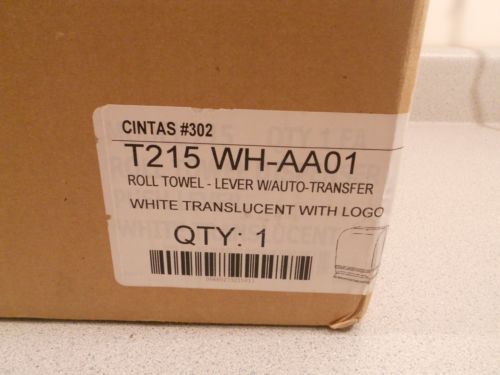 CINTAS #302
T215 WH-AA01
ROLL TOWEL - LEVER W/AUTO-TRANSFER
WHITE TRANSLUCENT WITH LOGO
QTY: 1